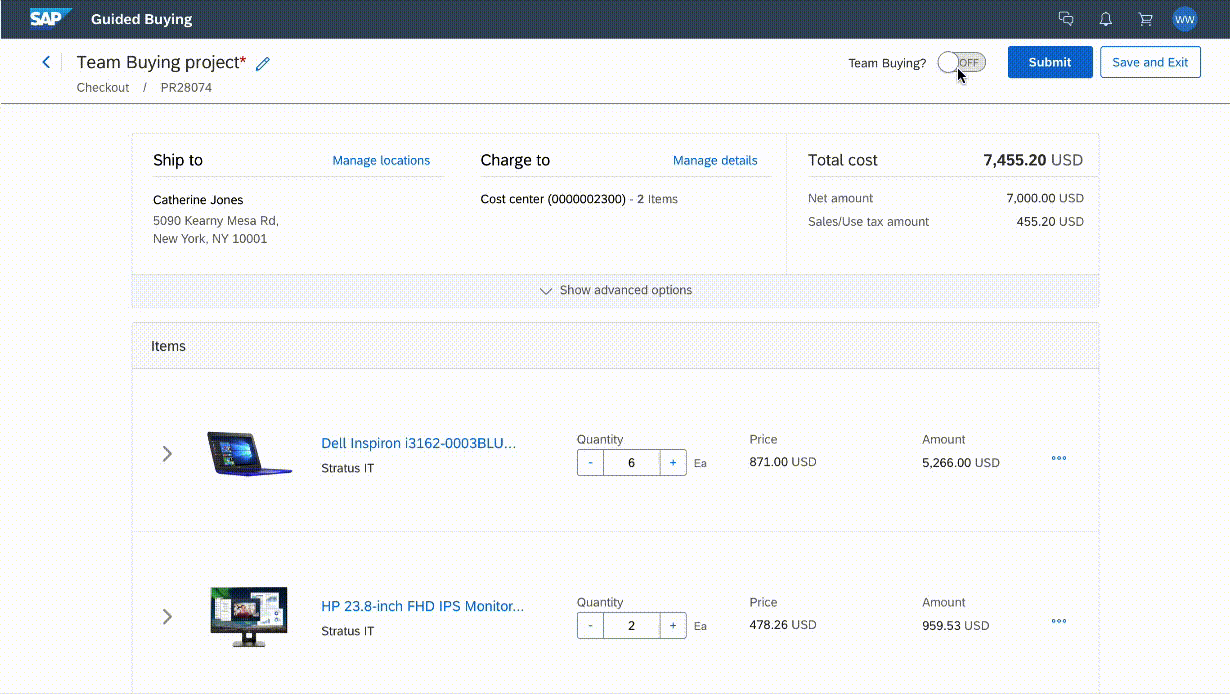 SAP Guided Buying WW
Team Buying project* Team Buying? OFF Submit Save and Exit
Checkout / PR28074
Ship to Manage locations Charge to Manage details Total cost 7,455.20 USD
Catherine Jones Cost center (0000002300) - 2 Items Net amount 7,000.00 USD
5090 Kearny Mesa Rd, Sales/Use tax amount 455.20 USD
New York, NY 10001
Show advanced options
Items
Quantity Price Amount
Dell Inspiron i3162-0003BLU... - 6 + Ea 871.00 USD 5,266.00 USD
Stratus IT
Quantity Price Amount
HP 23.8-inch FHD IPS Monitor... - 2 + Ea 478.26 USD 959.53 USD
Stratus IT